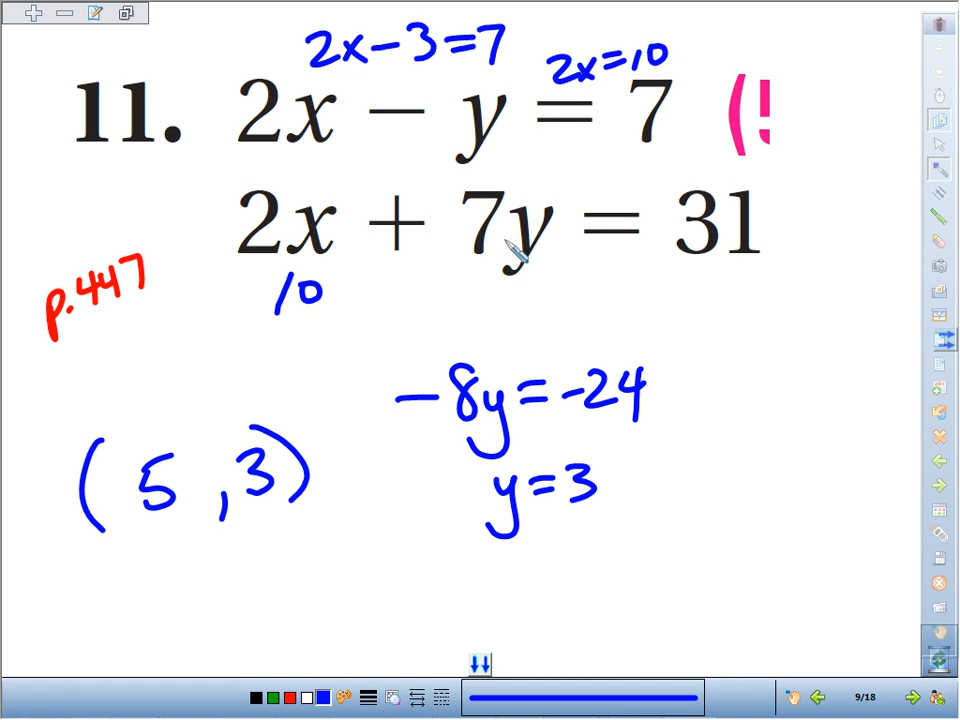 2x-3=7
2x=10
11. 2x − y = 7 (5
2x + 7y = 31
p.447
10
-8y=-24
(5,3)
y=3
9/18